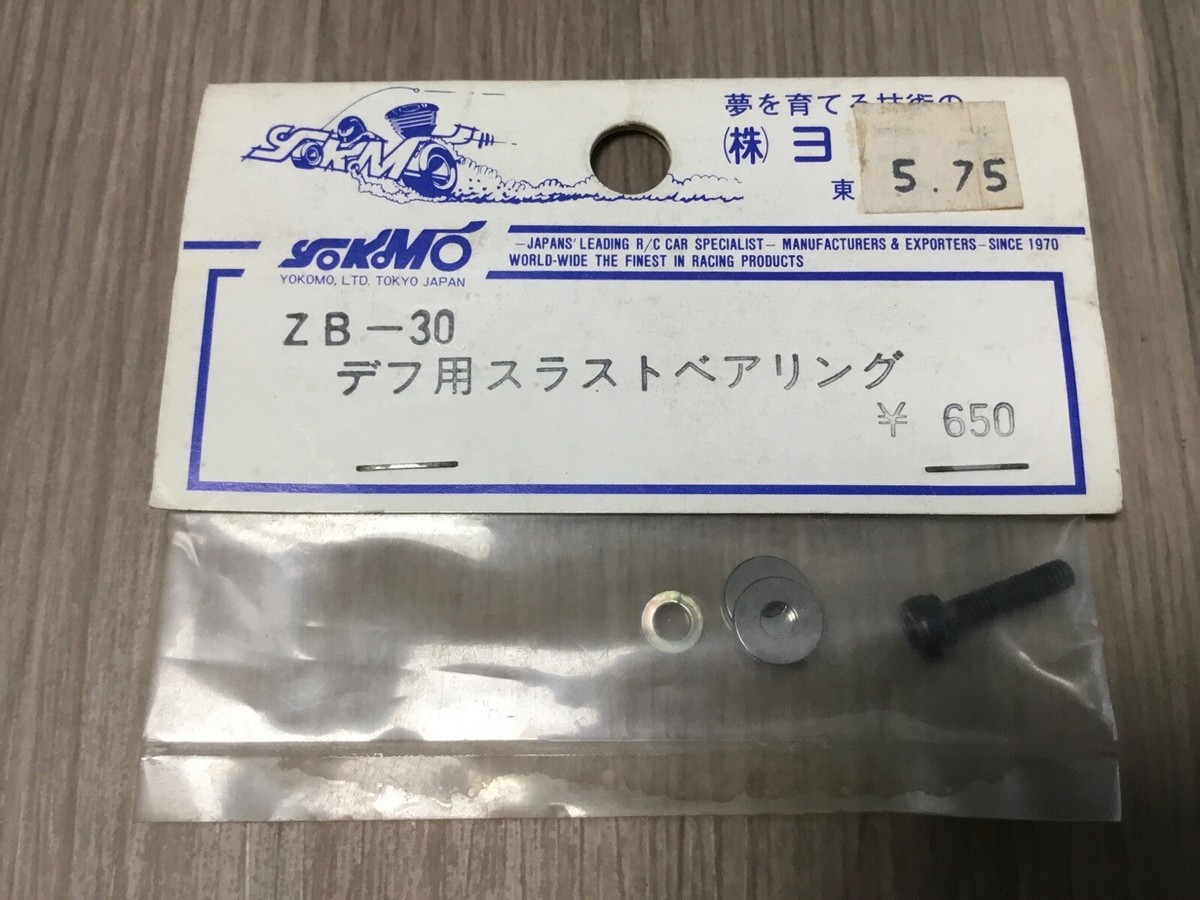 YOKOMO
夢を育てる技術の
㈱ ヨ
東
5.75
YOKOMO
YOKOMO, LTD. TOKYO JAPAN
-JAPANS' LEADING R/C CAR SPECIALIST- MANUFACTURERS & EXPORTERS-SINCE 1970
WORLD-WIDE THE FINEST IN RACING PRODUCTS
ZB-30
デフ用スラストベアリング
¥ 650